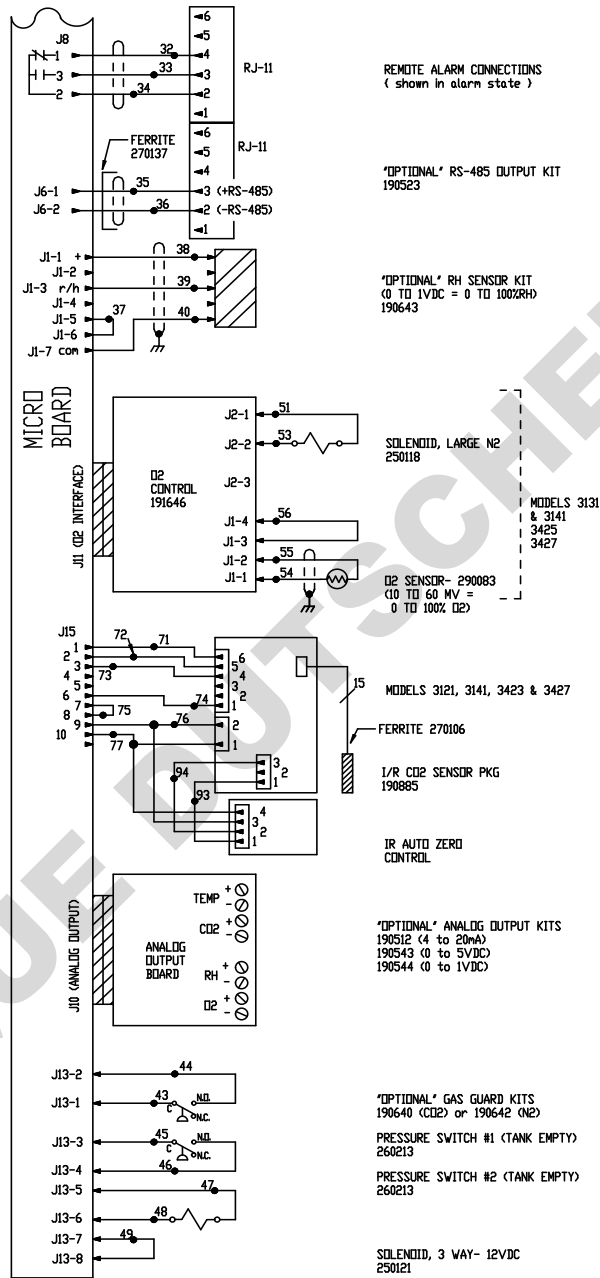 J8
1
3
2
32
33
34
6
5
4
3
2
1
RJ-11
REMOTE ALARM CONNECTIONS
( shown in alarm state )
FERRITE
270137
J6-1
J6-2
35
36
6
5
4
3 (+RS-485)
2 (-RS-485)
1
RJ-11
"OPTIONAL" RS-485 OUTPUT KIT
190523
J1-1 +
J1-2
J1-3 r/h
J1-4
J1-5
J1-6
J1-7 com
37
38
39
40
"OPTIONAL" RH SENSOR KIT
(0 TO 1VDC = 0 TO 100%RH)
190643
MICRO
BOARD
J11 (O2 INTERFACE)
O2
CONTROL
191646
J2-1
J2-2
J2-3
J1-4
J1-3
J1-2
J1-1
51
53
56
55
54
SOLENOID, LARGE N2
250118
O2 SENSOR- 290083
(10 TO 60 MV =
0 TO 100% O2)
MODELS 3131
& 3141
3425
3427
J15
1
2
3
4
5
6
7
8
9
10
72
71
73
74
75
76
77
94
93
6
5
4
3
2
1
2
1
3
2
1
4
3
2
1
15
MODELS 3121, 3141, 3423 & 3427
FERRITE 270106
I/R CO2 SENSOR PKG
190885
IR AUTO ZERO
CONTROL
J10 (ANALOG OUTPUT)
ANALOG
OUTPUT
BOARD
TEMP + -
CO2 + -
RH + -
O2 + -
"OPTIONAL" ANALOG OUTPUT KITS
190512 (4 to 20mA)
190543 (0 to 5VDC)
190544 (0 to 1VDC)
J13-2
J13-1
J13-3
J13-4
J13-5
J13-6
J13-7
J13-8
44
43
C
N.O.
N.C.
45
C
N.O.
N.C.
46
47
48
49
"OPTIONAL" GAS GUARD KITS
190640 (CO2) or 190642 (N2)
PRESSURE SWITCH #1 (TANK EMPTY)
260213
PRESSURE SWITCH #2 (TANK EMPTY)
260213
SOLENOID, 3 WAY- 12VDC
250121
UE DUTSCHER